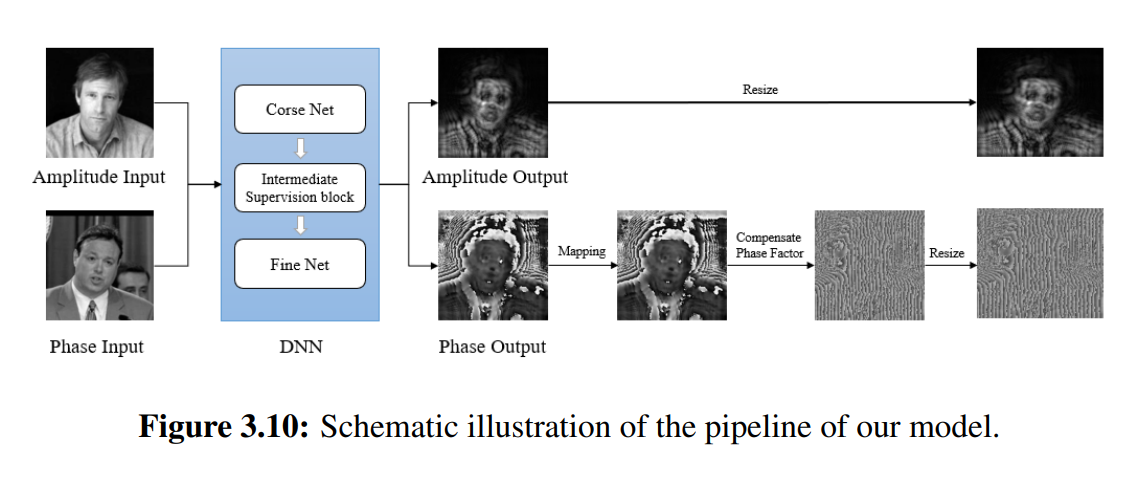 Amplitude Input
Phase Input
Corse Net
Intermediate
Supervision block
Fine Net
DNN
Amplitude Output
Phase Output
Resize
Mapping
Compensate
Phase Factor
Resize
Figure 3.10: Schematic illustration of the pipeline of our model.